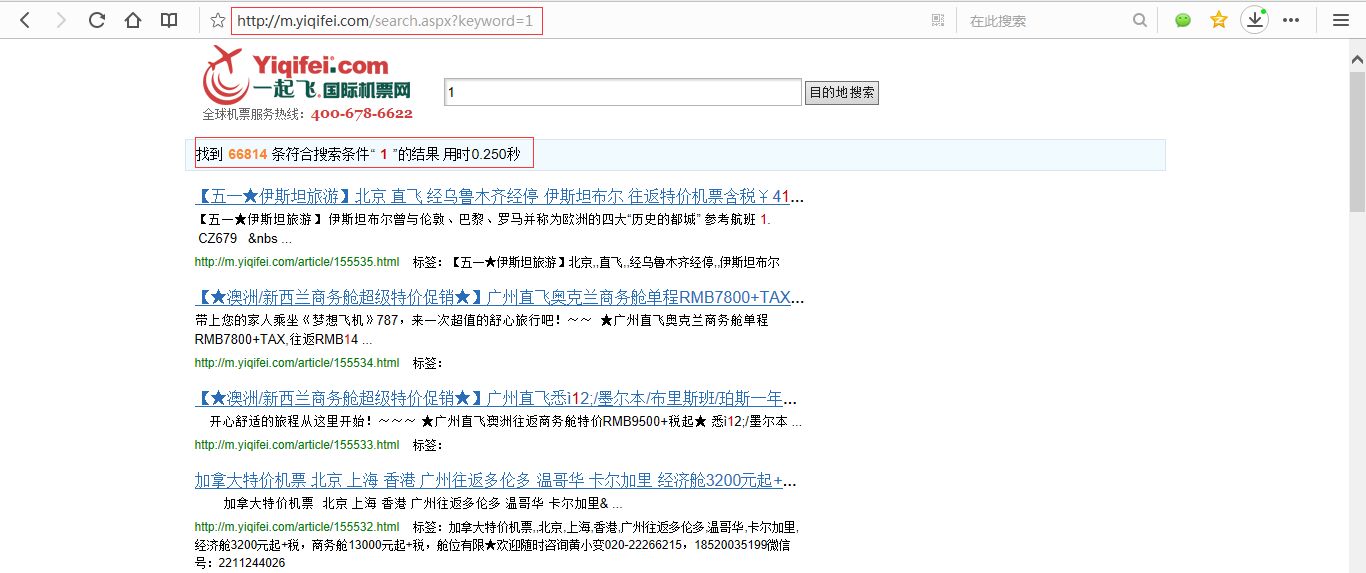 http://m.yiqifei.com/search.aspx?keyword=1
在此搜索
Yiqifei.com
一起飞.国际机票网
全球机票服务热线：400-678-6622
1
目的地搜索
找到 66814 条符合搜索条件“ 1 ”的结果 用时0.250秒
【五一★伊斯坦旅游】北京 直飞 经乌鲁木齐经停 伊斯坦布尔 往返特价机票含税￥41...
【五一★伊斯坦旅游】 伊斯坦布尔曾与伦敦、巴黎、罗马并称为欧洲的四大“历史的都城” 参考航班 1.
CZ679 &nbs ...
http://m.yiqifei.com/article/155535.html 标签：【五一★伊斯坦旅游】北京,,直飞,,经乌鲁木齐经停,,伊斯坦布尔
【★澳洲/新西兰商务舱超级特价促销★】广州直飞奥克兰商务舱单程RMB7800+TAX...
带上您的家人乘坐《梦想飞机》787，来一次超值的舒心旅行吧！～～ ★广州直飞奥克兰商务舱单程
RMB7800+TAX,往返RMB14 ...
http://m.yiqifei.com/article/155534.html 标签：
【★澳洲/新西兰商务舱超级特价促销★】广州直飞悉ì12;/墨尔本/布里斯班/珀斯一年...
开心舒适的旅程从这里开始！～～～ ★广州直飞澳洲往返商务舱特价RMB9500+税起★ 悉ì12;/墨尔本 ...
http://m.yiqifei.com/article/155533.html 标签：
加拿大特价机票 北京 上海 香港 广州往返多伦多 温哥华 卡尔加里 经济舱3200元起+...
加拿大特价机票 北京 上海 香港 广州往返多伦多 温哥华 卡尔加里& ...
http://m.yiqifei.com/article/155532.html 标签：加拿大特价机票,,北京,上海,香港,广州往返多伦多,温哥华,卡尔加里,
经济舱3200元起+税，商务舱13000元起+税，舱位有限★欢迎随时咨询黄小变020-22266215，18520035199微信
号：2211244026